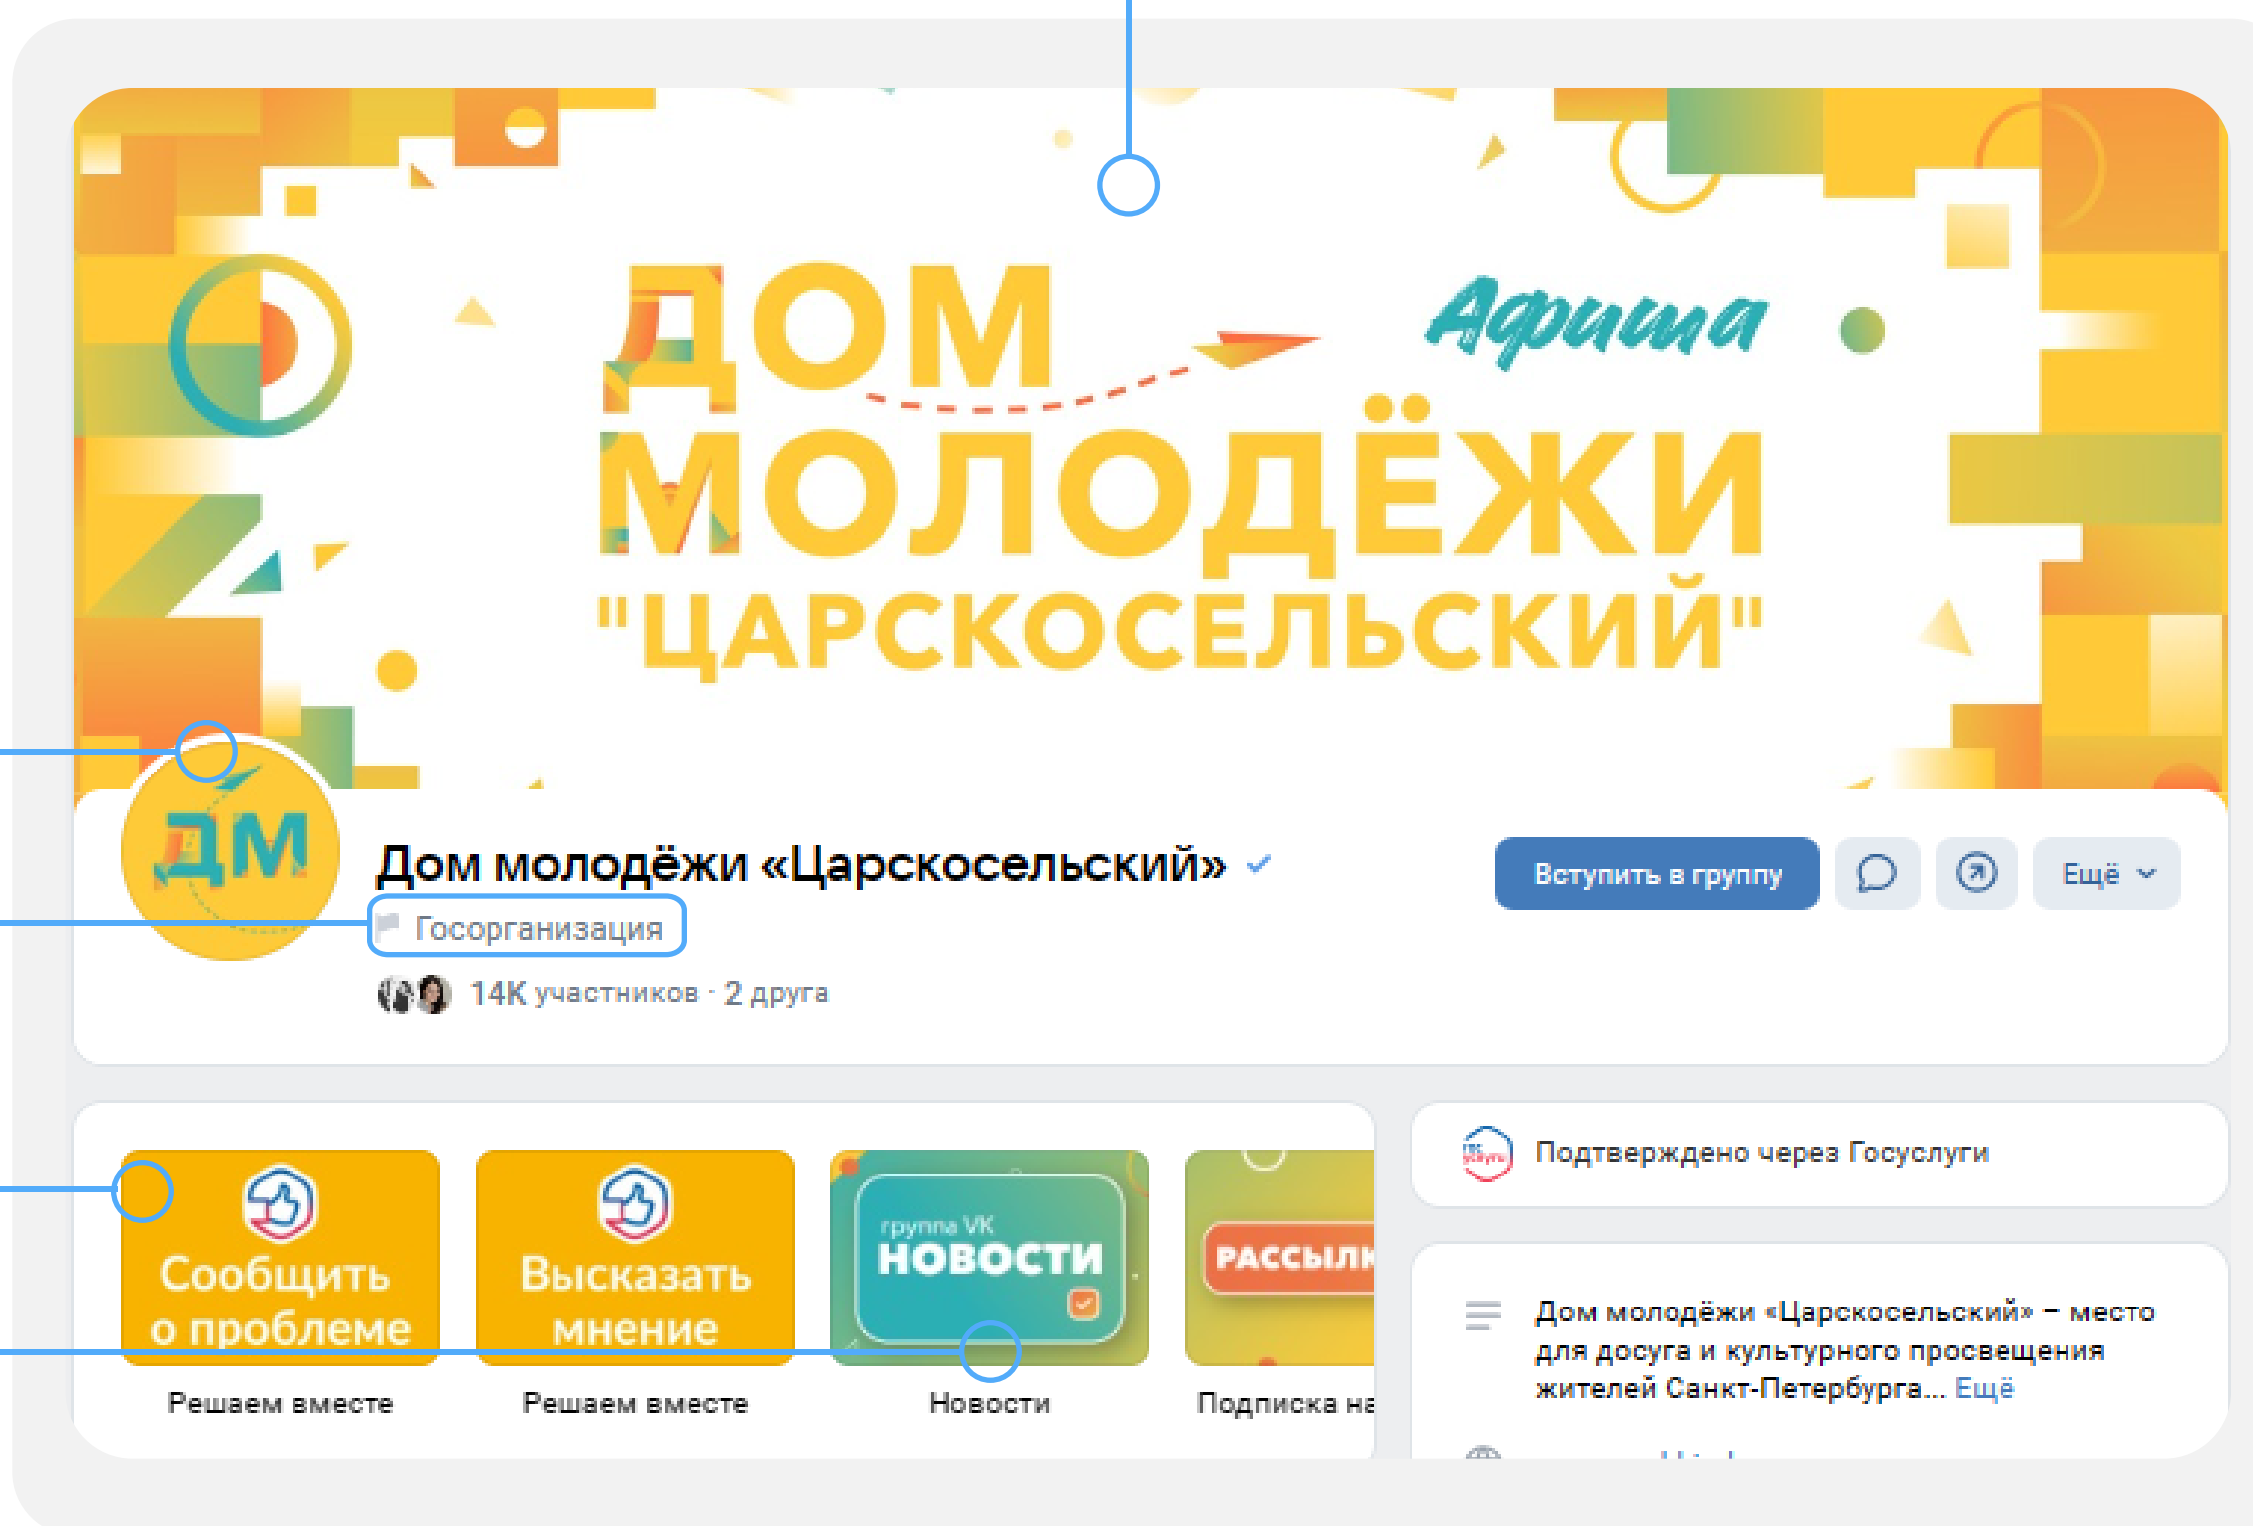 ДОМ
Афиша
МОЛОДЁЖИ
"ЦАРСКОСЕЛЬСКИЙ"
ДМ
Дом молодёжи «Царскосельский»
Госорганизация
14K участников · 2 друга
Вступить в группу
Ещё
Сообщить
о проблеме
Решаем вместе
Высказать
мнение
Решаем вместе
группа VK
НОВОСТИ
Новости
РАССЫЛК
Подписка на
Подтверждено через Госуслуги
Дом молодёжи «Царскосельский» – место
для досуга и культурного просвещения
жителей Санкт-Петербурга... Ещё